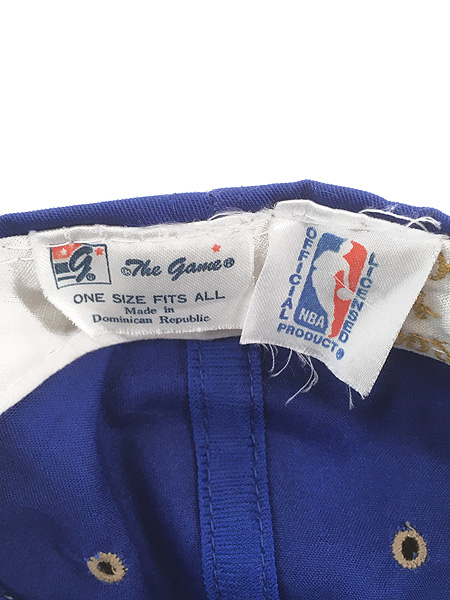 G
©The Game®
ONE SIZE FITS ALL
Made in
Dominican Republic
OFFICIAL
LICENSED
NBA
PRODUCT®